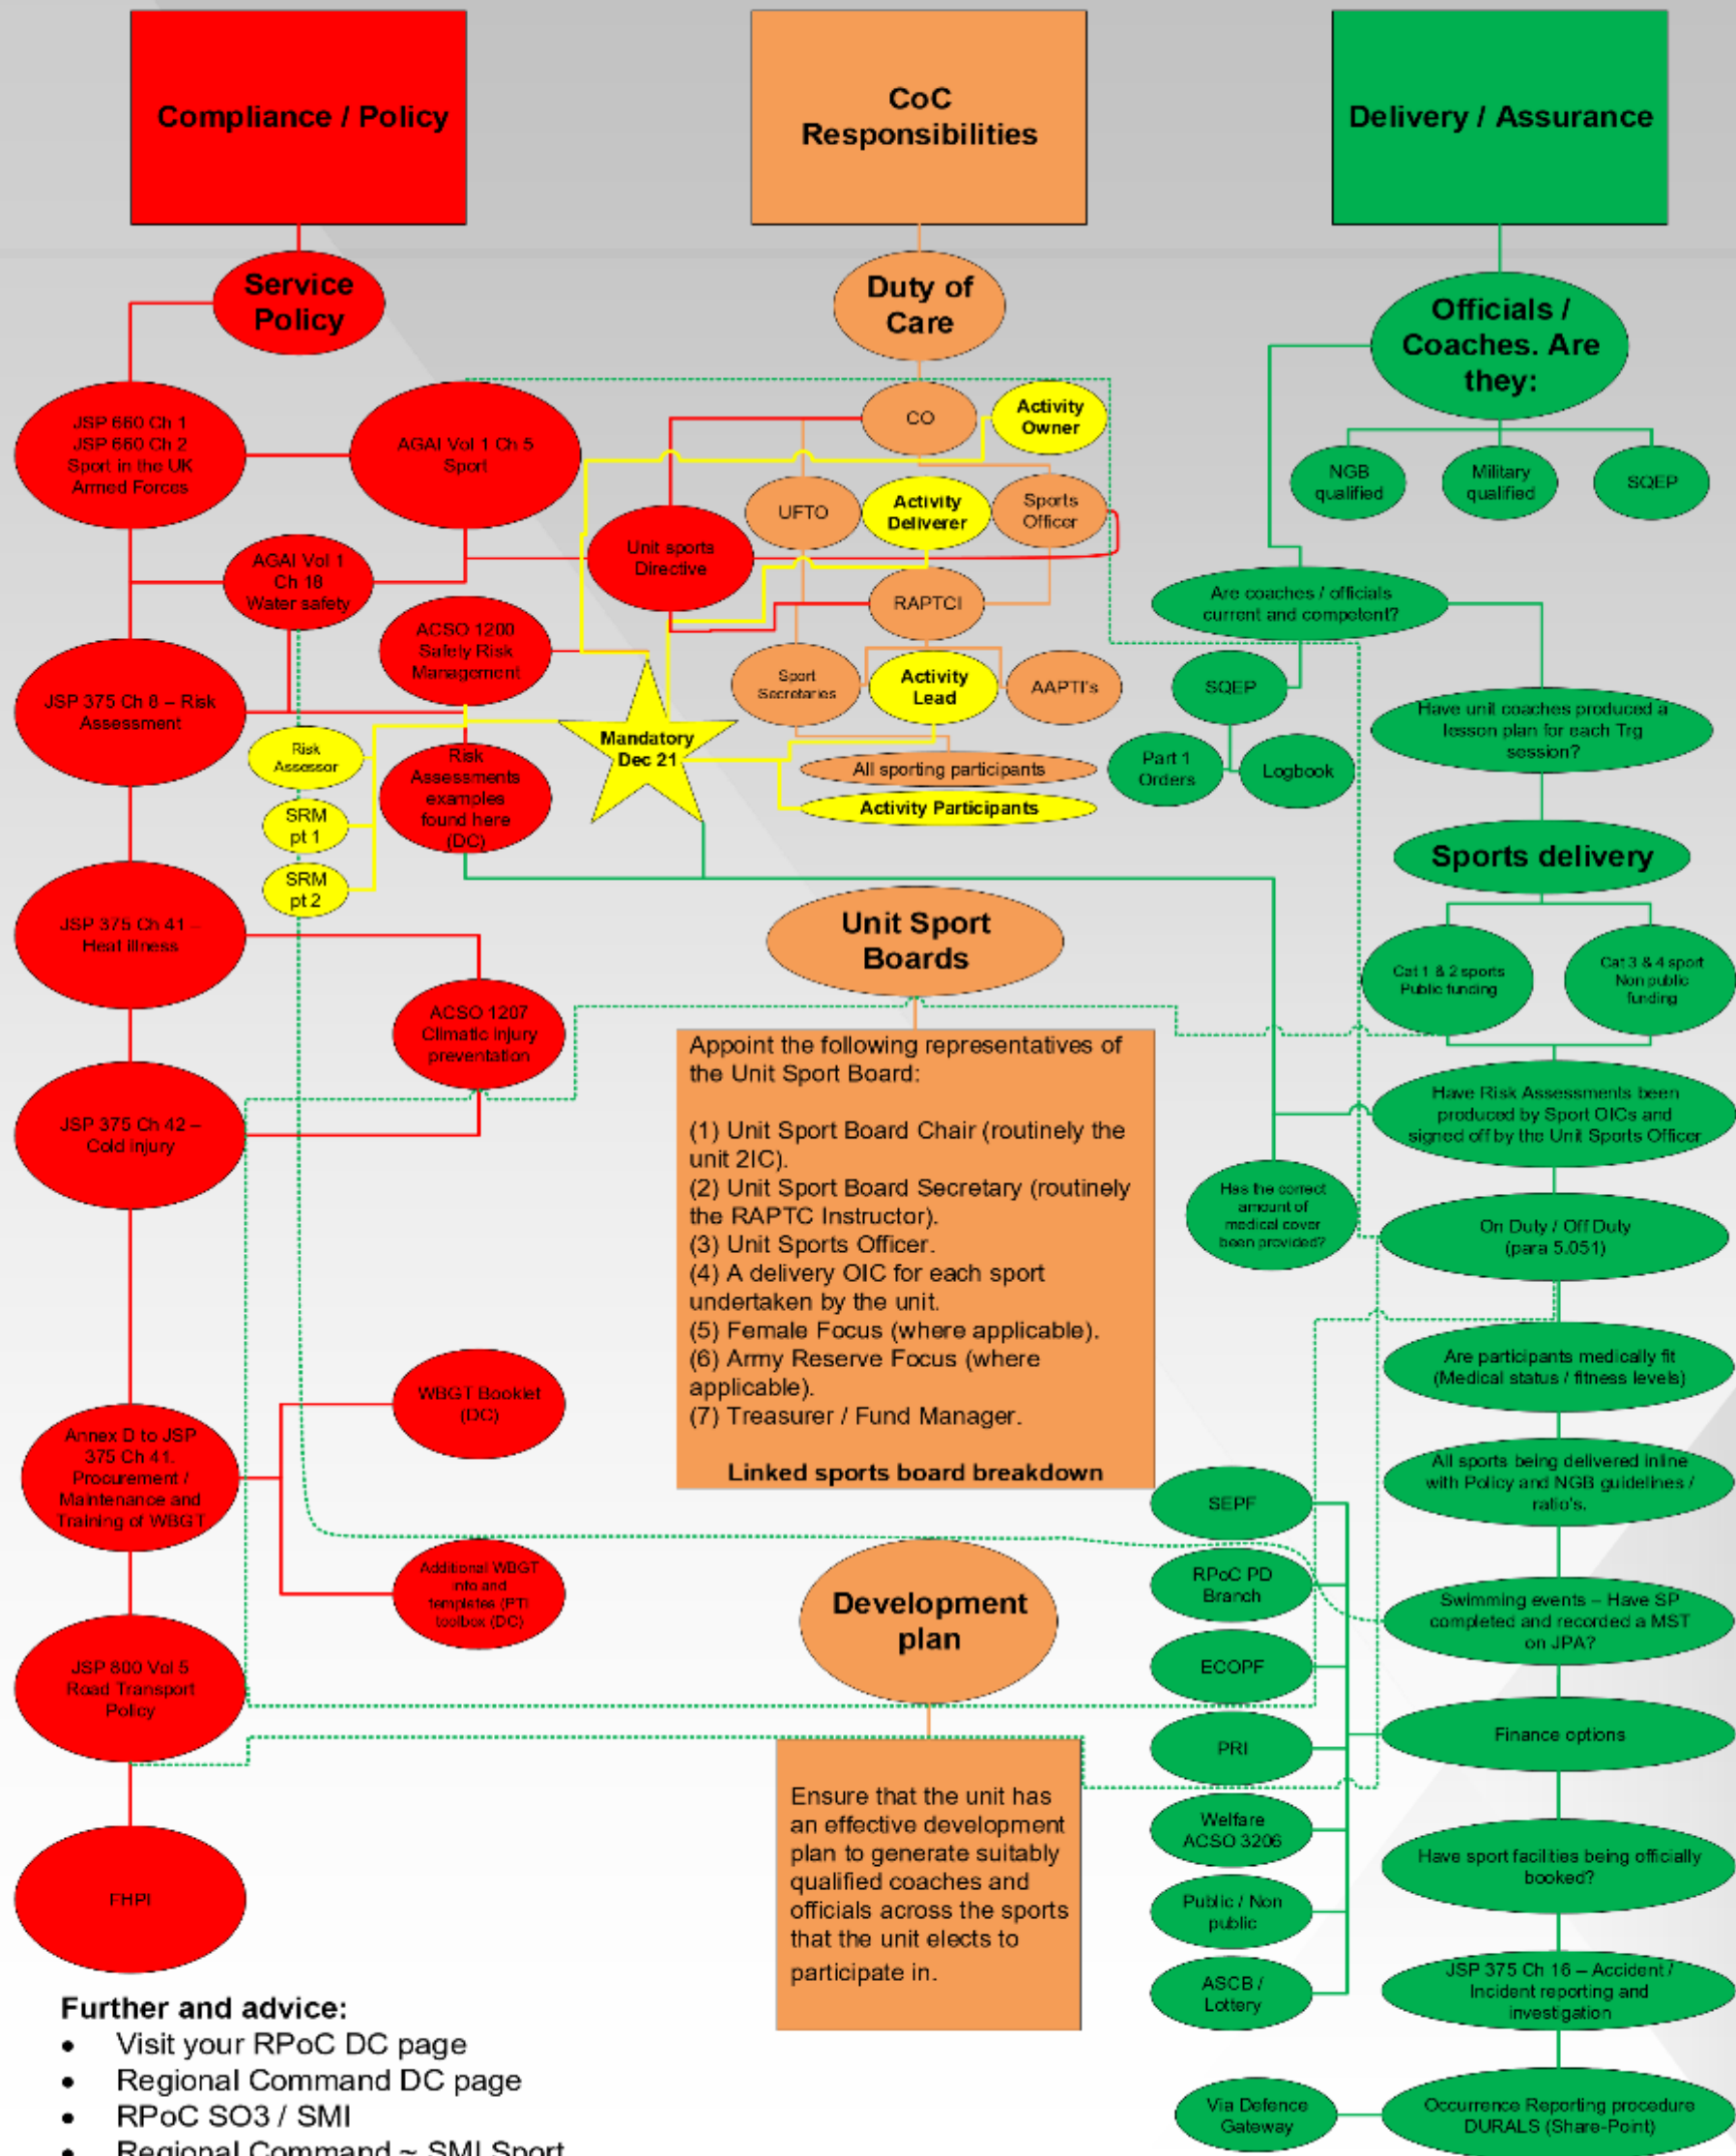 Compliance / Policy
CoC
Responsibilities
Delivery / Assurance
Service
Policy
JSP 660 Ch 1
JSP 660 Ch 2
Sport in the UK
Armed Forces
AGAI Vol 1 Ch 5
Sport
AGAI Vol 1
Ch 18
Water safety
JSP 375 Ch 8 – Risk
Assessment
ACSO 1200
Safety Risk
Management
Risk
Assessor
SRM
pt 1
SRM
pt 2
Risk
Assessments
examples
found here
(DC)
JSP 375 Ch 41 –
Heat illness
ACSO 1207
Climatic injury
preventation
JSP 375 Ch 42 –
Cold injury
WBGT Booklet
(DC)
Annex D to JSP
375 Ch 41.
Procurement /
Maintenance and
Training of WBGT
Additional WBGT
info and
templates (PTI
toolbox (DC)
JSP 800 Vol 5
Road Transport
Policy
FHPI
Further and advice:
• Visit your RPoC DC page
• Regional Command DC page
• RPoC SO3 / SMI
• Regional Command ~ SMI Sport
Duty of
Care
CO
Activity
Owner
UFTO
Activity
Deliverer
Sports
Officer
Unit sports
Directive
RAPTCI
Sport
Secretaries
Activity
Lead
AAPTI's
Mandatory
Dec 21
All sporting participants
Activity Participants
Unit Sport
Boards
Appoint the following representatives of
the Unit Sport Board:
(1) Unit Sport Board Chair (routinely the
unit 2IC).
(2) Unit Sport Board Secretary (routinely
the RAPTC Instructor).
(3) Unit Sports Officer.
(4) A delivery OIC for each sport
undertaken by the unit.
(5) Female Focus (where applicable).
(6) Army Reserve Focus (where
applicable).
(7) Treasurer / Fund Manager.
Linked sports board breakdown
Development
plan
Ensure that the unit has
an effective development
plan to generate suitably
qualified coaches and
officials across the sports
that the unit elects to
participate in.
Officials /
Coaches. Are
they:
NGB
qualified
Military
qualified
SQEP
Are coaches / officials
current and competent?
SQEP
Part 1
Orders
Logbook
Have unit coaches produced a
lesson plan for each Trg
session?
Sports delivery
Cat 1 & 2 sports
Public funding
Cat 3 & 4 sport
Non public
funding
Have Risk Assessments been
produced by Sport OICs and
signed off by the Unit Sports Officer
Has the correct
amount of
medical cover
been provided?
On Duty / Off Duty
(para 5.051)
Are participants medically fit
(Medical status / fitness levels)
All sports being delivered inline
with Policy and NGB guidelines /
ratio's.
Swimming events – Have SP
completed and recorded a MST
on JPA?
Finance options
SEPF
RPoC PD
Branch
ECOPF
PRI
Welfare
ACSO 3206
Public / Non
public
ASCB /
Lottery
Have sport facilities being officially
booked?
JSP 375 Ch 16 – Accident /
Incident reporting and
investigation
Via Defence
Gateway
Occurrence Reporting procedure
DURALS (Share-Point)